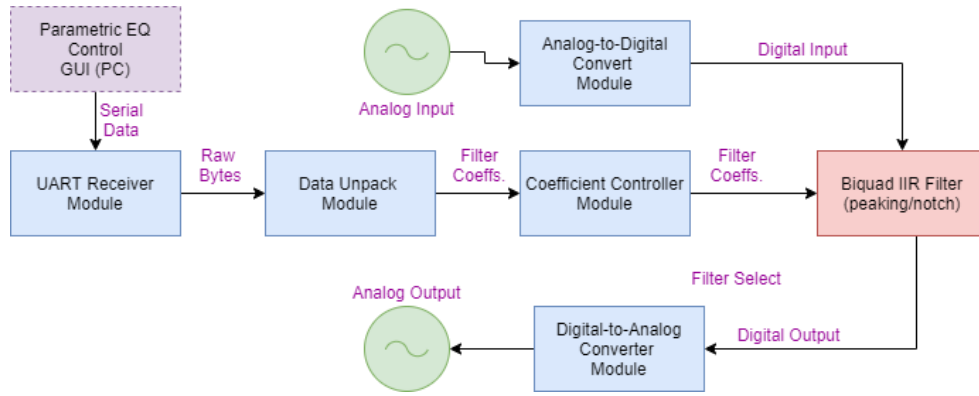 Parametric EQ
Control
GUI (PC)
Analog Input
Analog-to-Digital
Convert
Module
Digital Input
Serial
Data
UART Receiver
Module
Raw
Bytes
Data Unpack
Module
Filter
Coeffs.
Coefficient Controller
Module
Filter
Coeffs.
Biquad IIR Filter
(peaking/notch)
Filter Select
Analog Output
Digital-to-Analog
Converter
Module
Digital Output